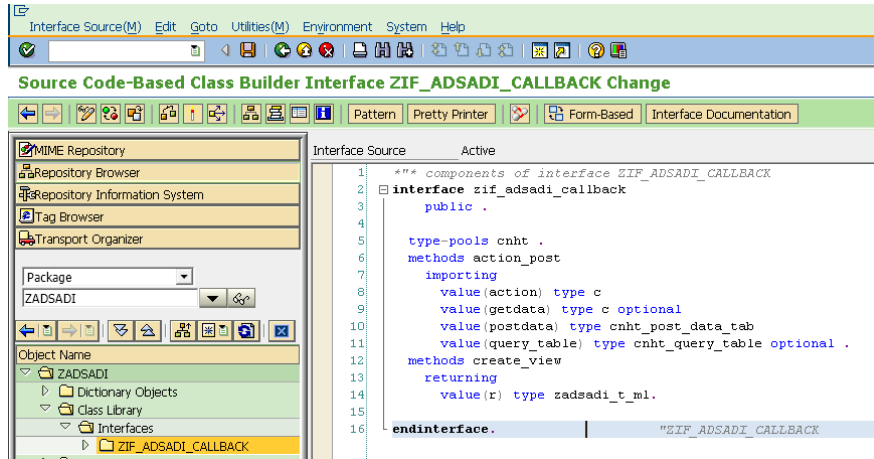 Interface Source(M) Edit Goto Utilities(M) Environment System Help
Source Code-Based Class Builder Interface ZIF_ADSADI_CALLBACK Change
Pattern Pretty Printer Form-Based Interface Documentation
MIME Repository
Repository Browser
Repository Information System
Tag Browser
Transport Organizer
Package
ZADSADI
Object Name
ZADSADI
Dictionary Objects
Class Library
Interfaces
ZIF_ADSADI_CALLBACK
Interface Source Active
1 *"* components of interface ZIF_ADSADI_CALLBACK
2 interface zif_adsadi_callback
3 public .
4
5 type-pools cnht .
6 methods action_post
7 importing
8 value(action) type c
9 value(getdata) type c optional
10 value(postdata) type cnht_post_data_tab
11 value(query_table) type cnht_query_table optional .
12 methods create_view
13 returning
14 value(r) type zadsadi_t_ml.
15
16 endinterface. "ZIF_ADSADI_CALLBACK